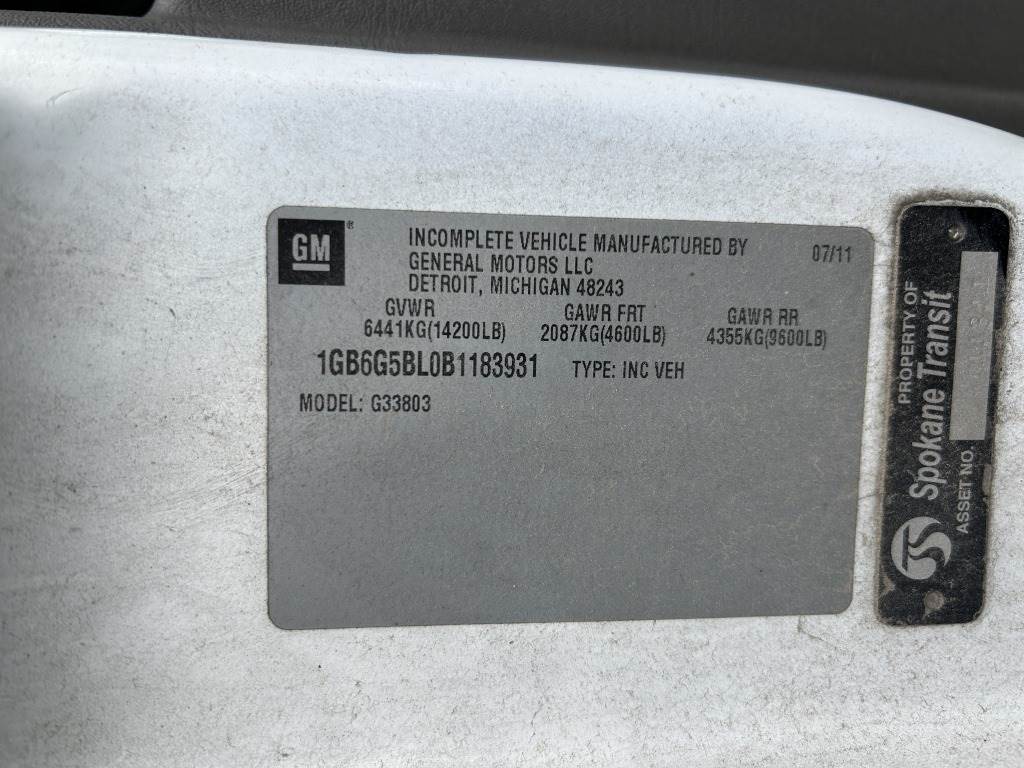 GM ®
INCOMPLETE VEHICLE MANUFACTURED BY
07/11
GENERAL MOTORS LLC
DETROIT, MICHIGAN 48243
GVWR
GAWR FRT
GAWR RR
6441KG(14200LB)
2087KG(4600LB)
4355KG(9600LB)
1GB6G5BL0B1183931
TYPE: INC VEH
MODEL: G33803
PROPERTY OF
Spokane Transit
ASSET NO.